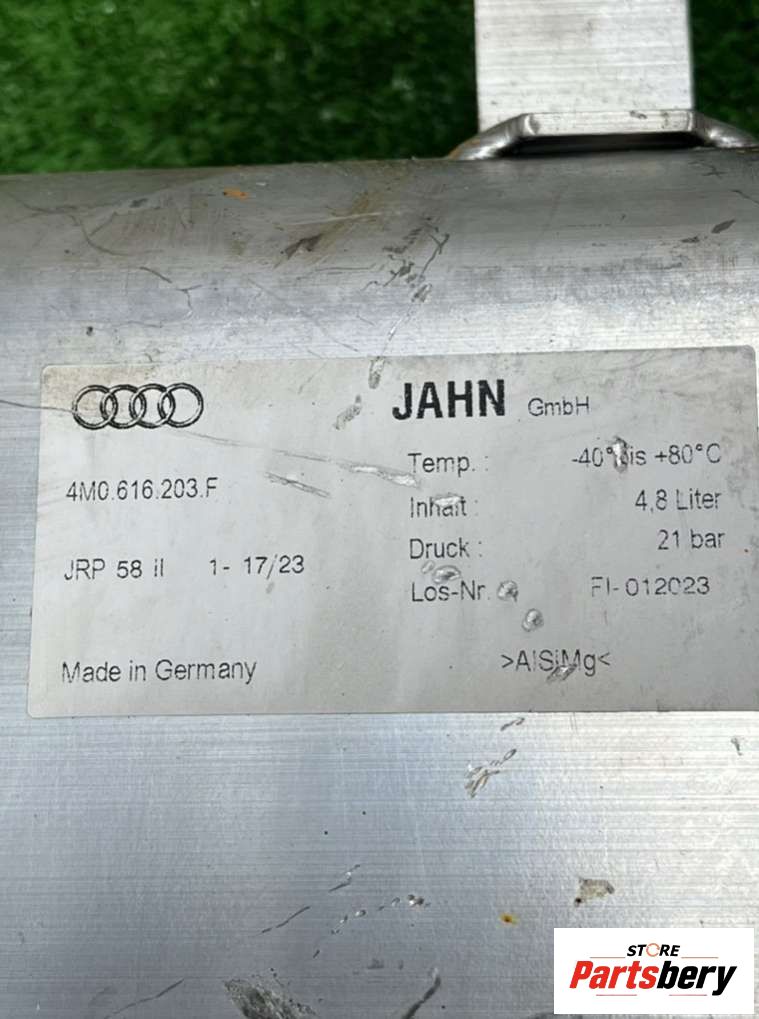 JAHN GmbH
4M0.616.203.F
JRP 58 il 1- 17/23
Made in Germany
Temp. : -40° bis +80°C
Inhalt : 4,8 Liter
Druck : 21 bar
Los-Nr. FI-012023
>AlSiMg<
STORE
Partsbery